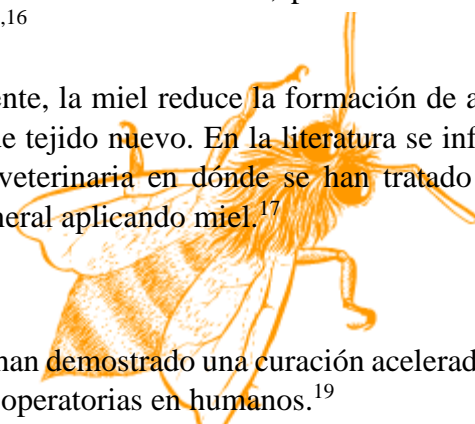 ,16
ente, la miel reduce la formación de a
ue tejido nuevo. En la literatura se inf
veterinaria en dónde se han tratado
neral aplicando miel.17
han demostrado una curación acelerad
operatorias en humanos.19